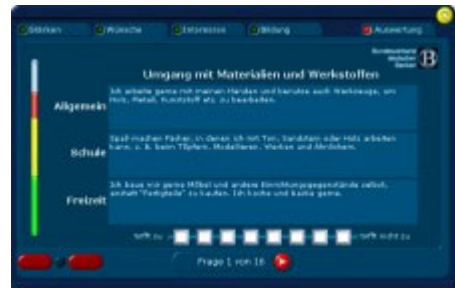 Stärken Wünsche Interessen Bildung Auswertung
Bundesverband
deutscher
Banken
B
Umgang mit Materialien und Werkstoffen
Allgemein
Ich arbeite gerne mit meinen Händen und benutze auch Werkzeuge, um
Holz, Metall, Kunststoff etc. zu bearbeiten.
Schule
Spaß machen Fächer, in denen ich mit Ton, Sandstein oder Holz arbeiten
kann, z. B. beim Töpfern, Modellieren, Werken und Ähnlichem.
Freizeit
Ich baue mir gerne Möbel und andere Einrichtungsgegenstände selbst,
anstatt "Fertigteile" zu kaufen. Ich koche und bastle gerne.
trifft zu trifft nicht zu
Frage 1 von 16